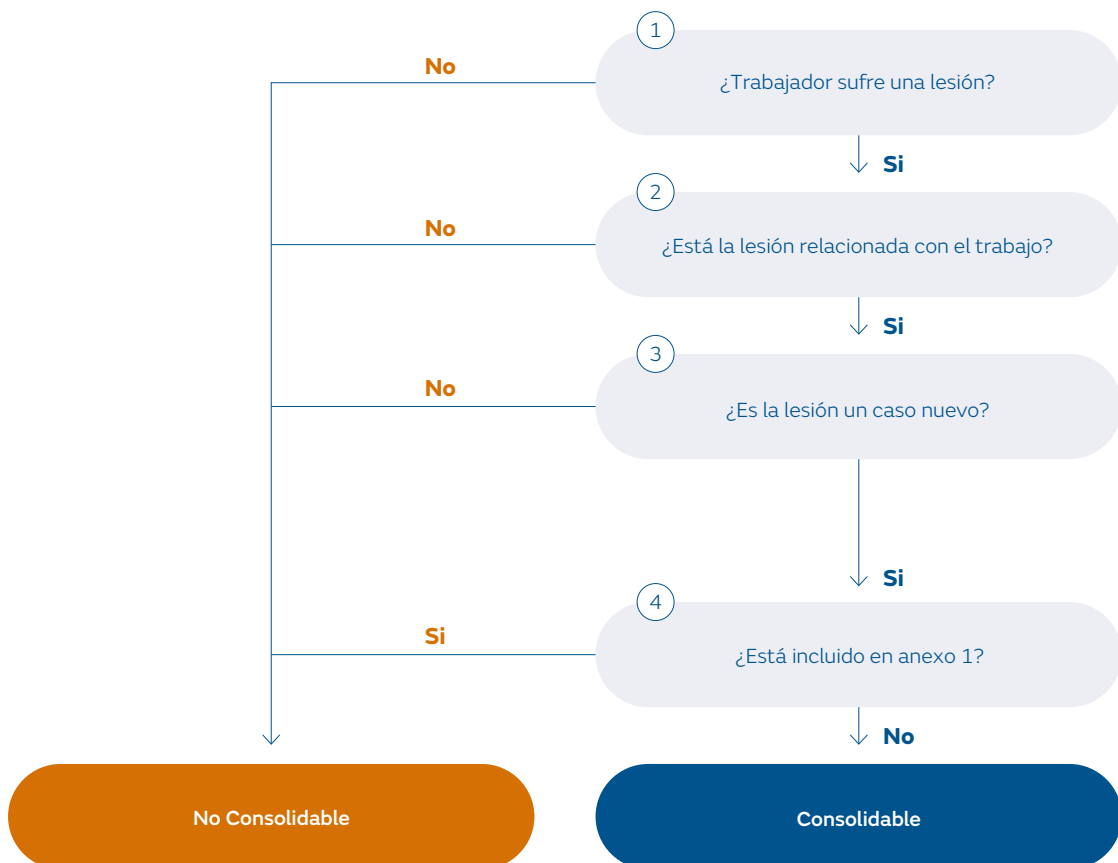 1
No
¿Trabajador sufre una lesión?
Si
2
No
¿Está la lesión relacionada con el trabajo?
Si
3
No
¿Es la lesión un caso nuevo?
Si
4
Si
¿Está incluido en anexo 1?
No
No Consolidable
Consolidable